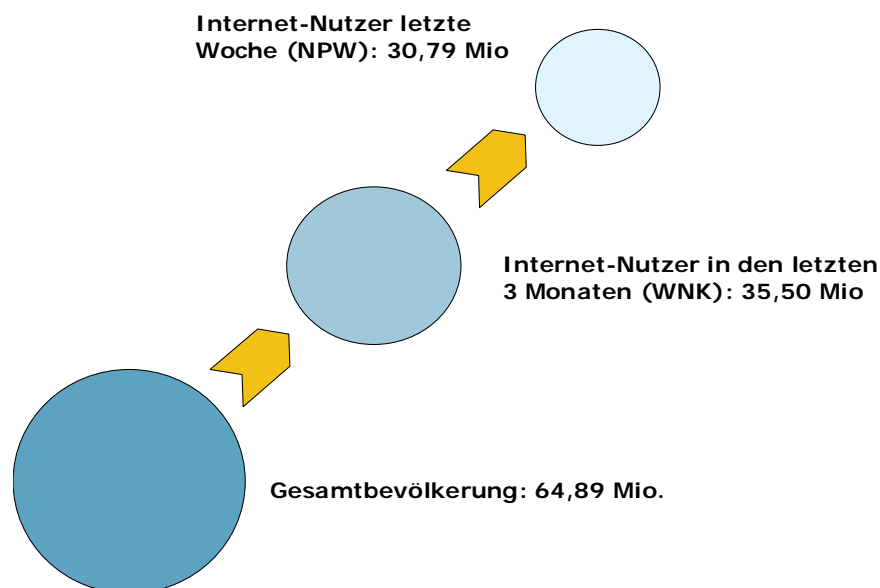 Internet-Nutzer letzte
Woche (NPW): 30,79 Mio
Internet-Nutzer in den letzten
3 Monaten (WNK): 35,50 Mio
Gesamtbevölkerung: 64,89 Mio.